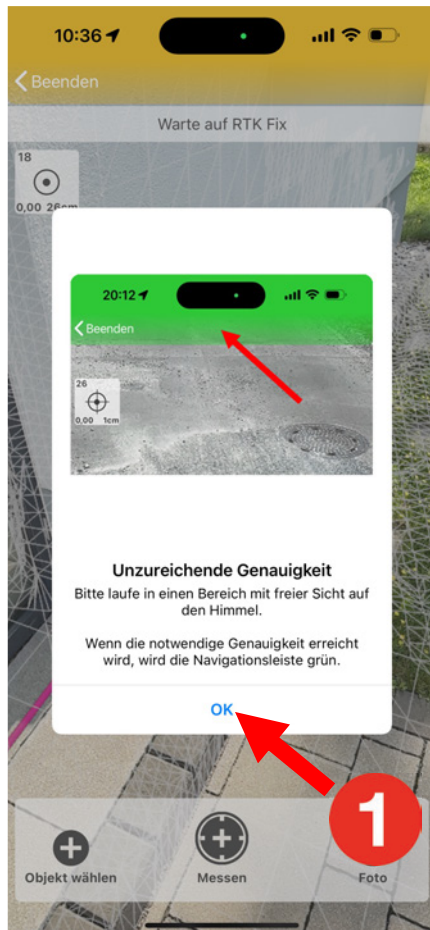 10:36
Beenden
Warte auf RTK Fix
18
0,00 26cm
20:12
Beenden
26
0,00 1cm
Unzureichende Genauigkeit
Bitte laufe in einen Bereich mit freier Sicht auf
den Himmel.
Wenn die notwendige Genauigkeit erreicht
wird, wird die Navigationsleiste grün.
OK
1
Objekt wählen
Messen
Foto